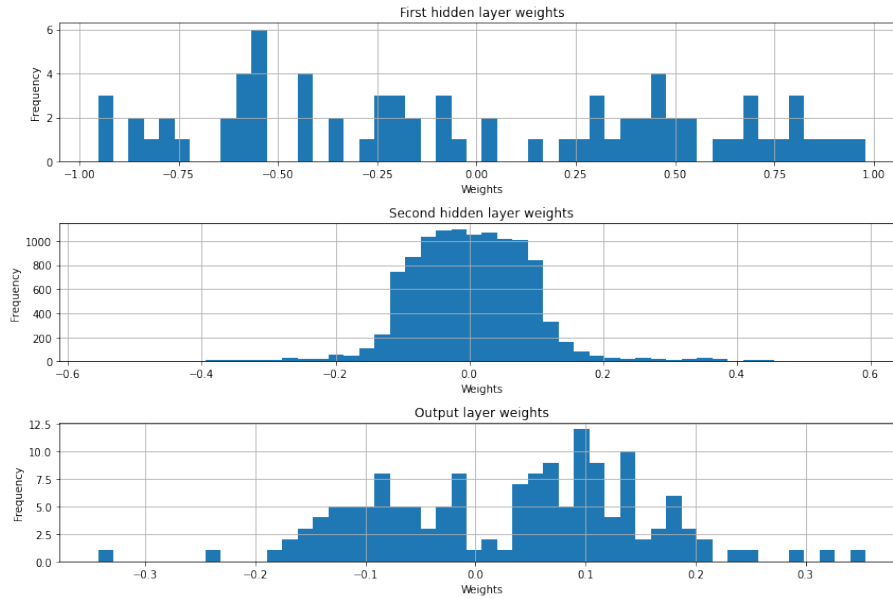 First hidden layer weights
Frequency
6
4
2
0
−1.00 −0.75 −0.50 −0.25 0.00 0.25 0.50 0.75 1.00
Weights
Second hidden layer weights
Frequency
1000
800
600
400
200
0
−0.6 −0.4 −0.2 0.0 0.2 0.4 0.6
Weights
Output layer weights
Frequency
12.5
10.0
7.5
5.0
2.5
0.0
−0.3 −0.2 −0.1 0.0 0.1 0.2 0.3
Weights